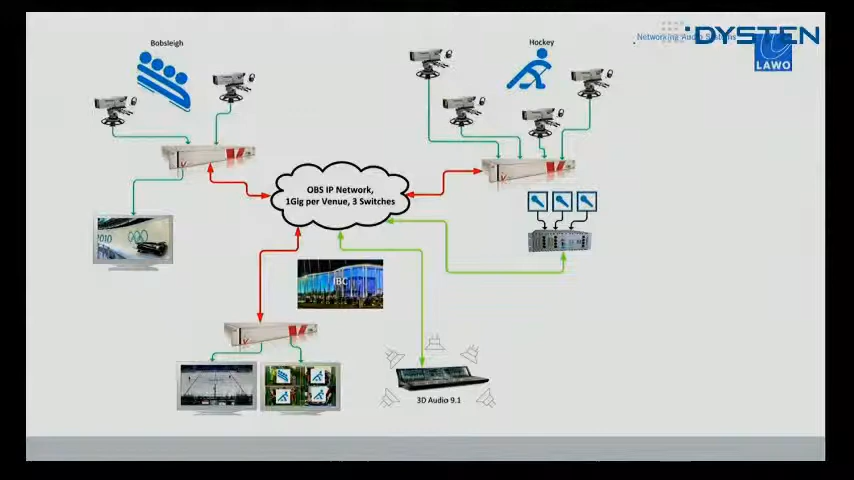 Bobsleigh
Hockey
Networking Audio Systems
DYSTEN
LAWO
OBS IP Network,
1Gig per Venue, 3 Switches
2010
IBC
3D Audio 9.1